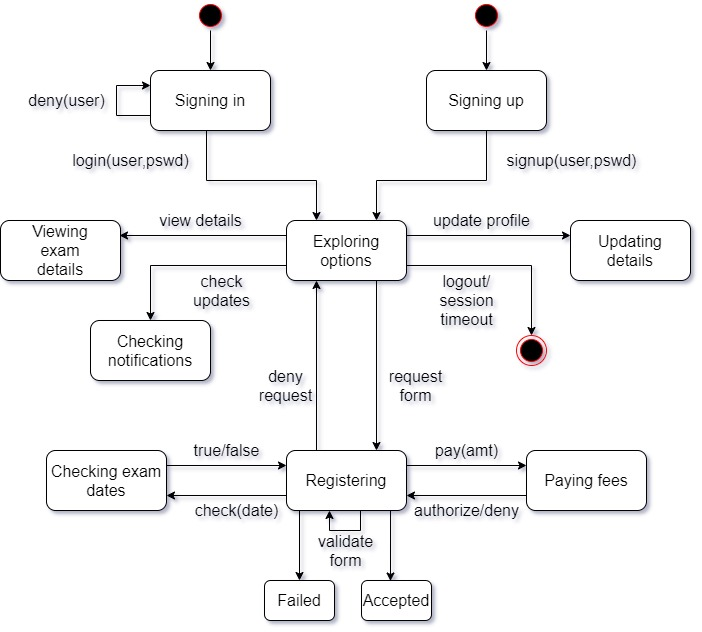 Signing in
Signing up
deny(user)
login(user,pswd)
signup(user,pswd)
view details
update profile
Viewing
exam
details
Exploring
options
Updating
details
check
updates
logout/
session
timeout
Checking
notifications
deny
request
request
form
true/false
pay(amt)
Checking exam
dates
Registering
Paying fees
check(date)
authorize/deny
validate
form
Failed
Accepted